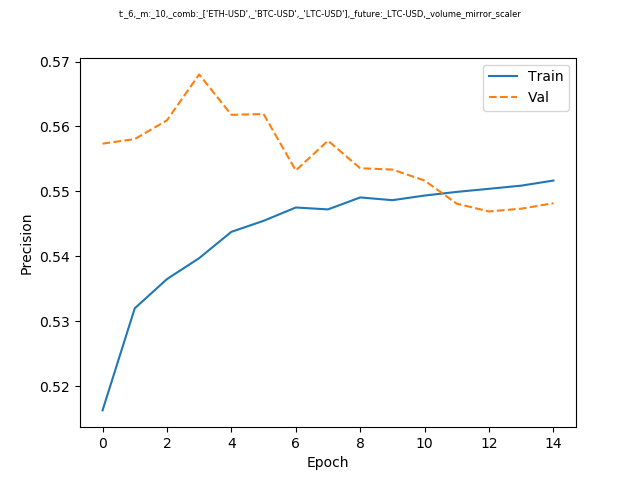 t:_6,_m:_10,_comb:_['ETH-USD',_'BTC-USD',_'LTC-USD'],_future:_LTC-USD,_volume_mirror_scaler
Train
Val
0.57
0.56
0.55
0.54
0.53
0.52
Precision
0 2 4 6 8 10 12 14
Epoch